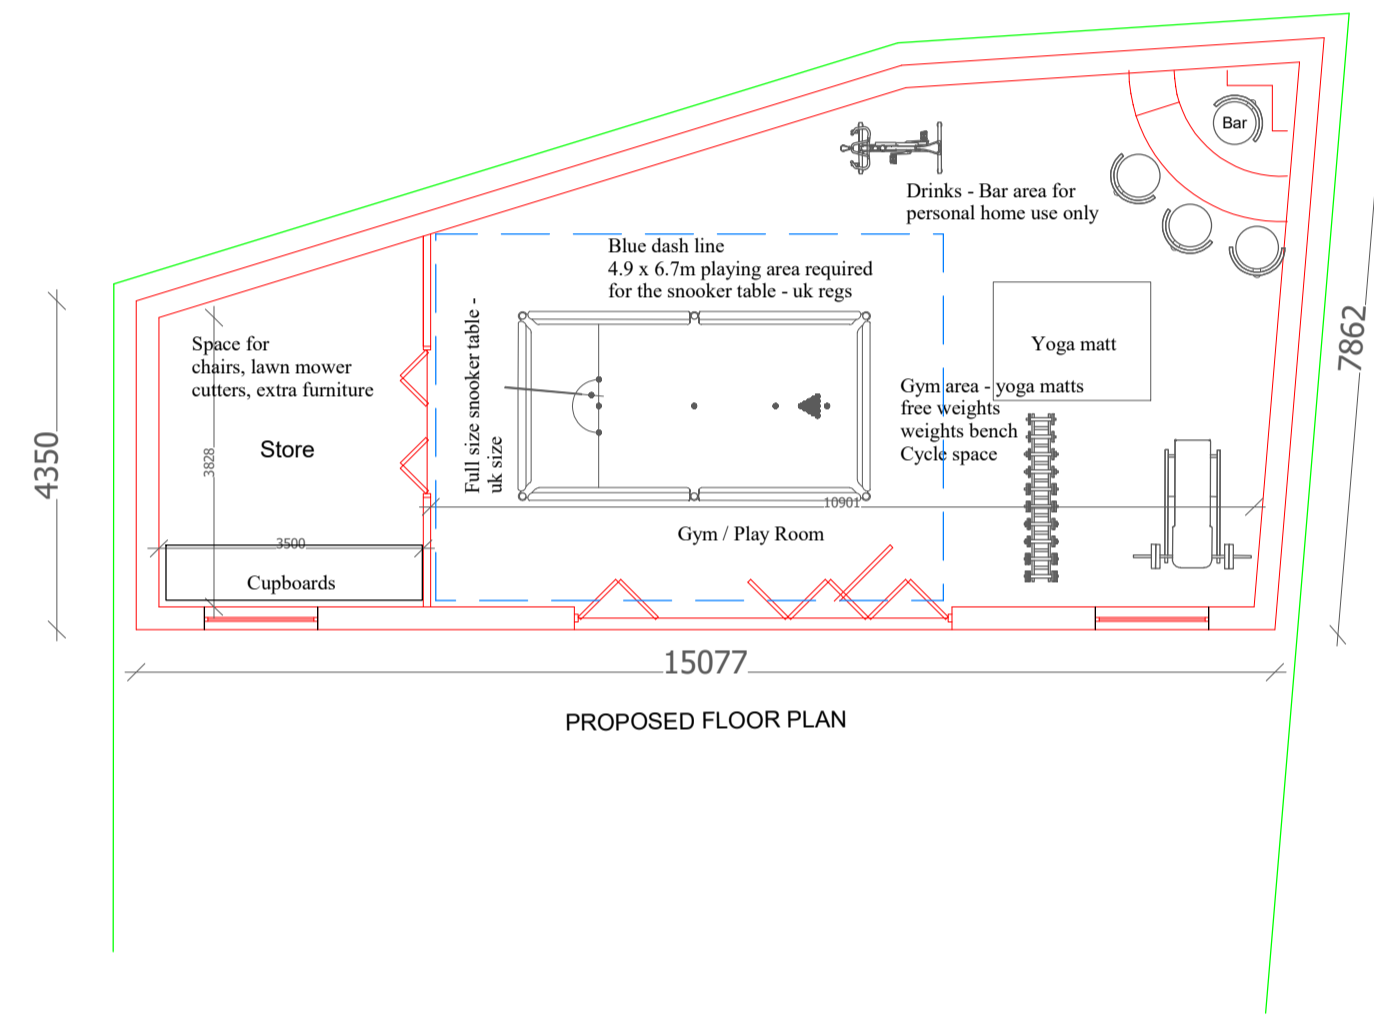 Bar
Drinks - Bar area for
personal home use only
Blue dash line
4.9 x 6.7m playing area required
for the snooker table - uk regs
Full size snooker table -
uk size
Space for
chairs, lawn mower
cutters, extra furniture
Store
3828
4350
7862
Yoga matt
Gym area - yoga matts
free weights
weights bench
Cycle space
10901
Gym / Play Room
3500
Cupboards
15077
PROPOSED FLOOR PLAN